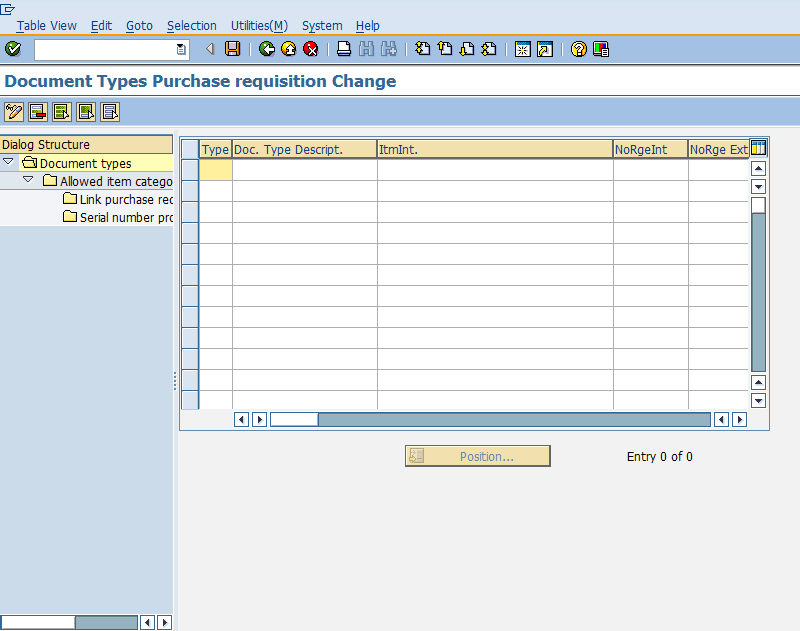 Table View Edit Goto Selection Utilities(M) System Help
Document Types Purchase requisition Change
Dialog Structure
Document types
Allowed item catego
Link purchase rec
Serial number pro
Type Doc. Type Descript. ItmInt. NoRgeInt NoRge Ext
Position... Entry 0 of 0